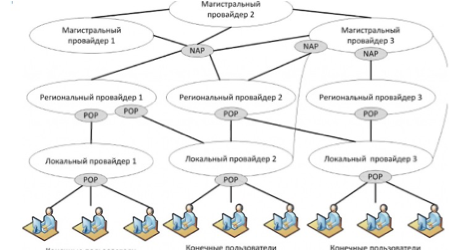 Магистральный
провайдер 2
Магистральный
провайдер 1
Магистральный
провайдер 3
NAP
NAP
NAP
Региональный провайдер 1
Региональный провайдер 2
Региональный провайдер 3
POP
POP
POP
POP
Локальный провайдер 1
Локальный провайдер 2
Локальный провайдер 3
POP
POP
POP
Конечные пользователи
Конечные пользователи